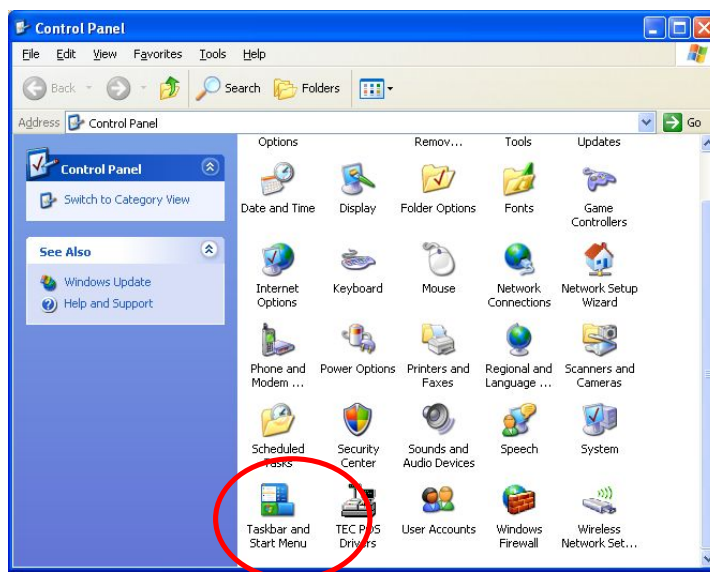 Control Panel
File Edit View Favorites Tools Help
Back Search Folders
Address Control Panel Go
Control Panel
Switch to Category View
See Also
Windows Update
Help and Support
Options Remov... Tools Updates
Date and Time Display Folder Options Fonts Game
Controllers
Internet Keyboard Mouse Network Network Setup
Options Connections Wizard
Phone and Power Options Printers and Regional and Scanners and
Modem ... Faxes Language ... Cameras
Scheduled Security Sounds and Speech System
Tasks Center Audio Devices
Taskbar and TEC POS User Accounts Windows Wireless
Start Menu Drivers Firewall Network Set...